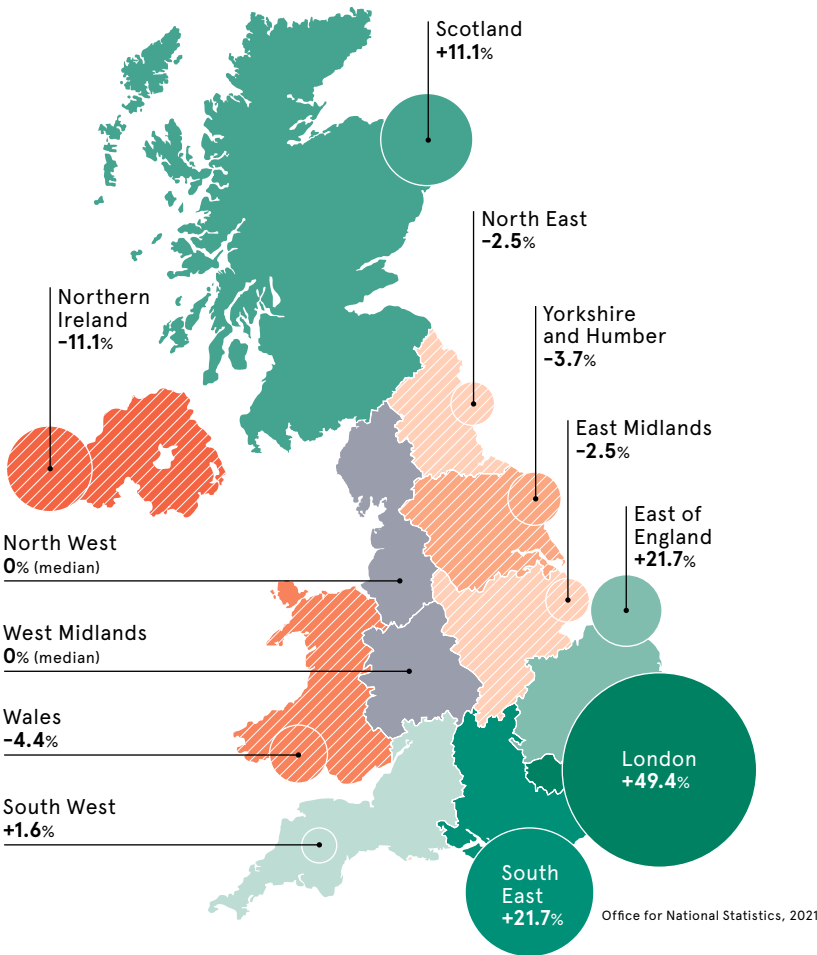 Scotland
+11.1%
North East
-2.5%
Northern
Ireland
-11.1%
Yorkshire
and Humber
-3.7%
East Midlands
-2.5%
East of
England
+21.7%
North West
0% (median)
West Midlands
0% (median)
Wales
-4.4%
London
+49.4%
South West
+1.6%
South
East
+21.7%
Office for National Statistics, 2021